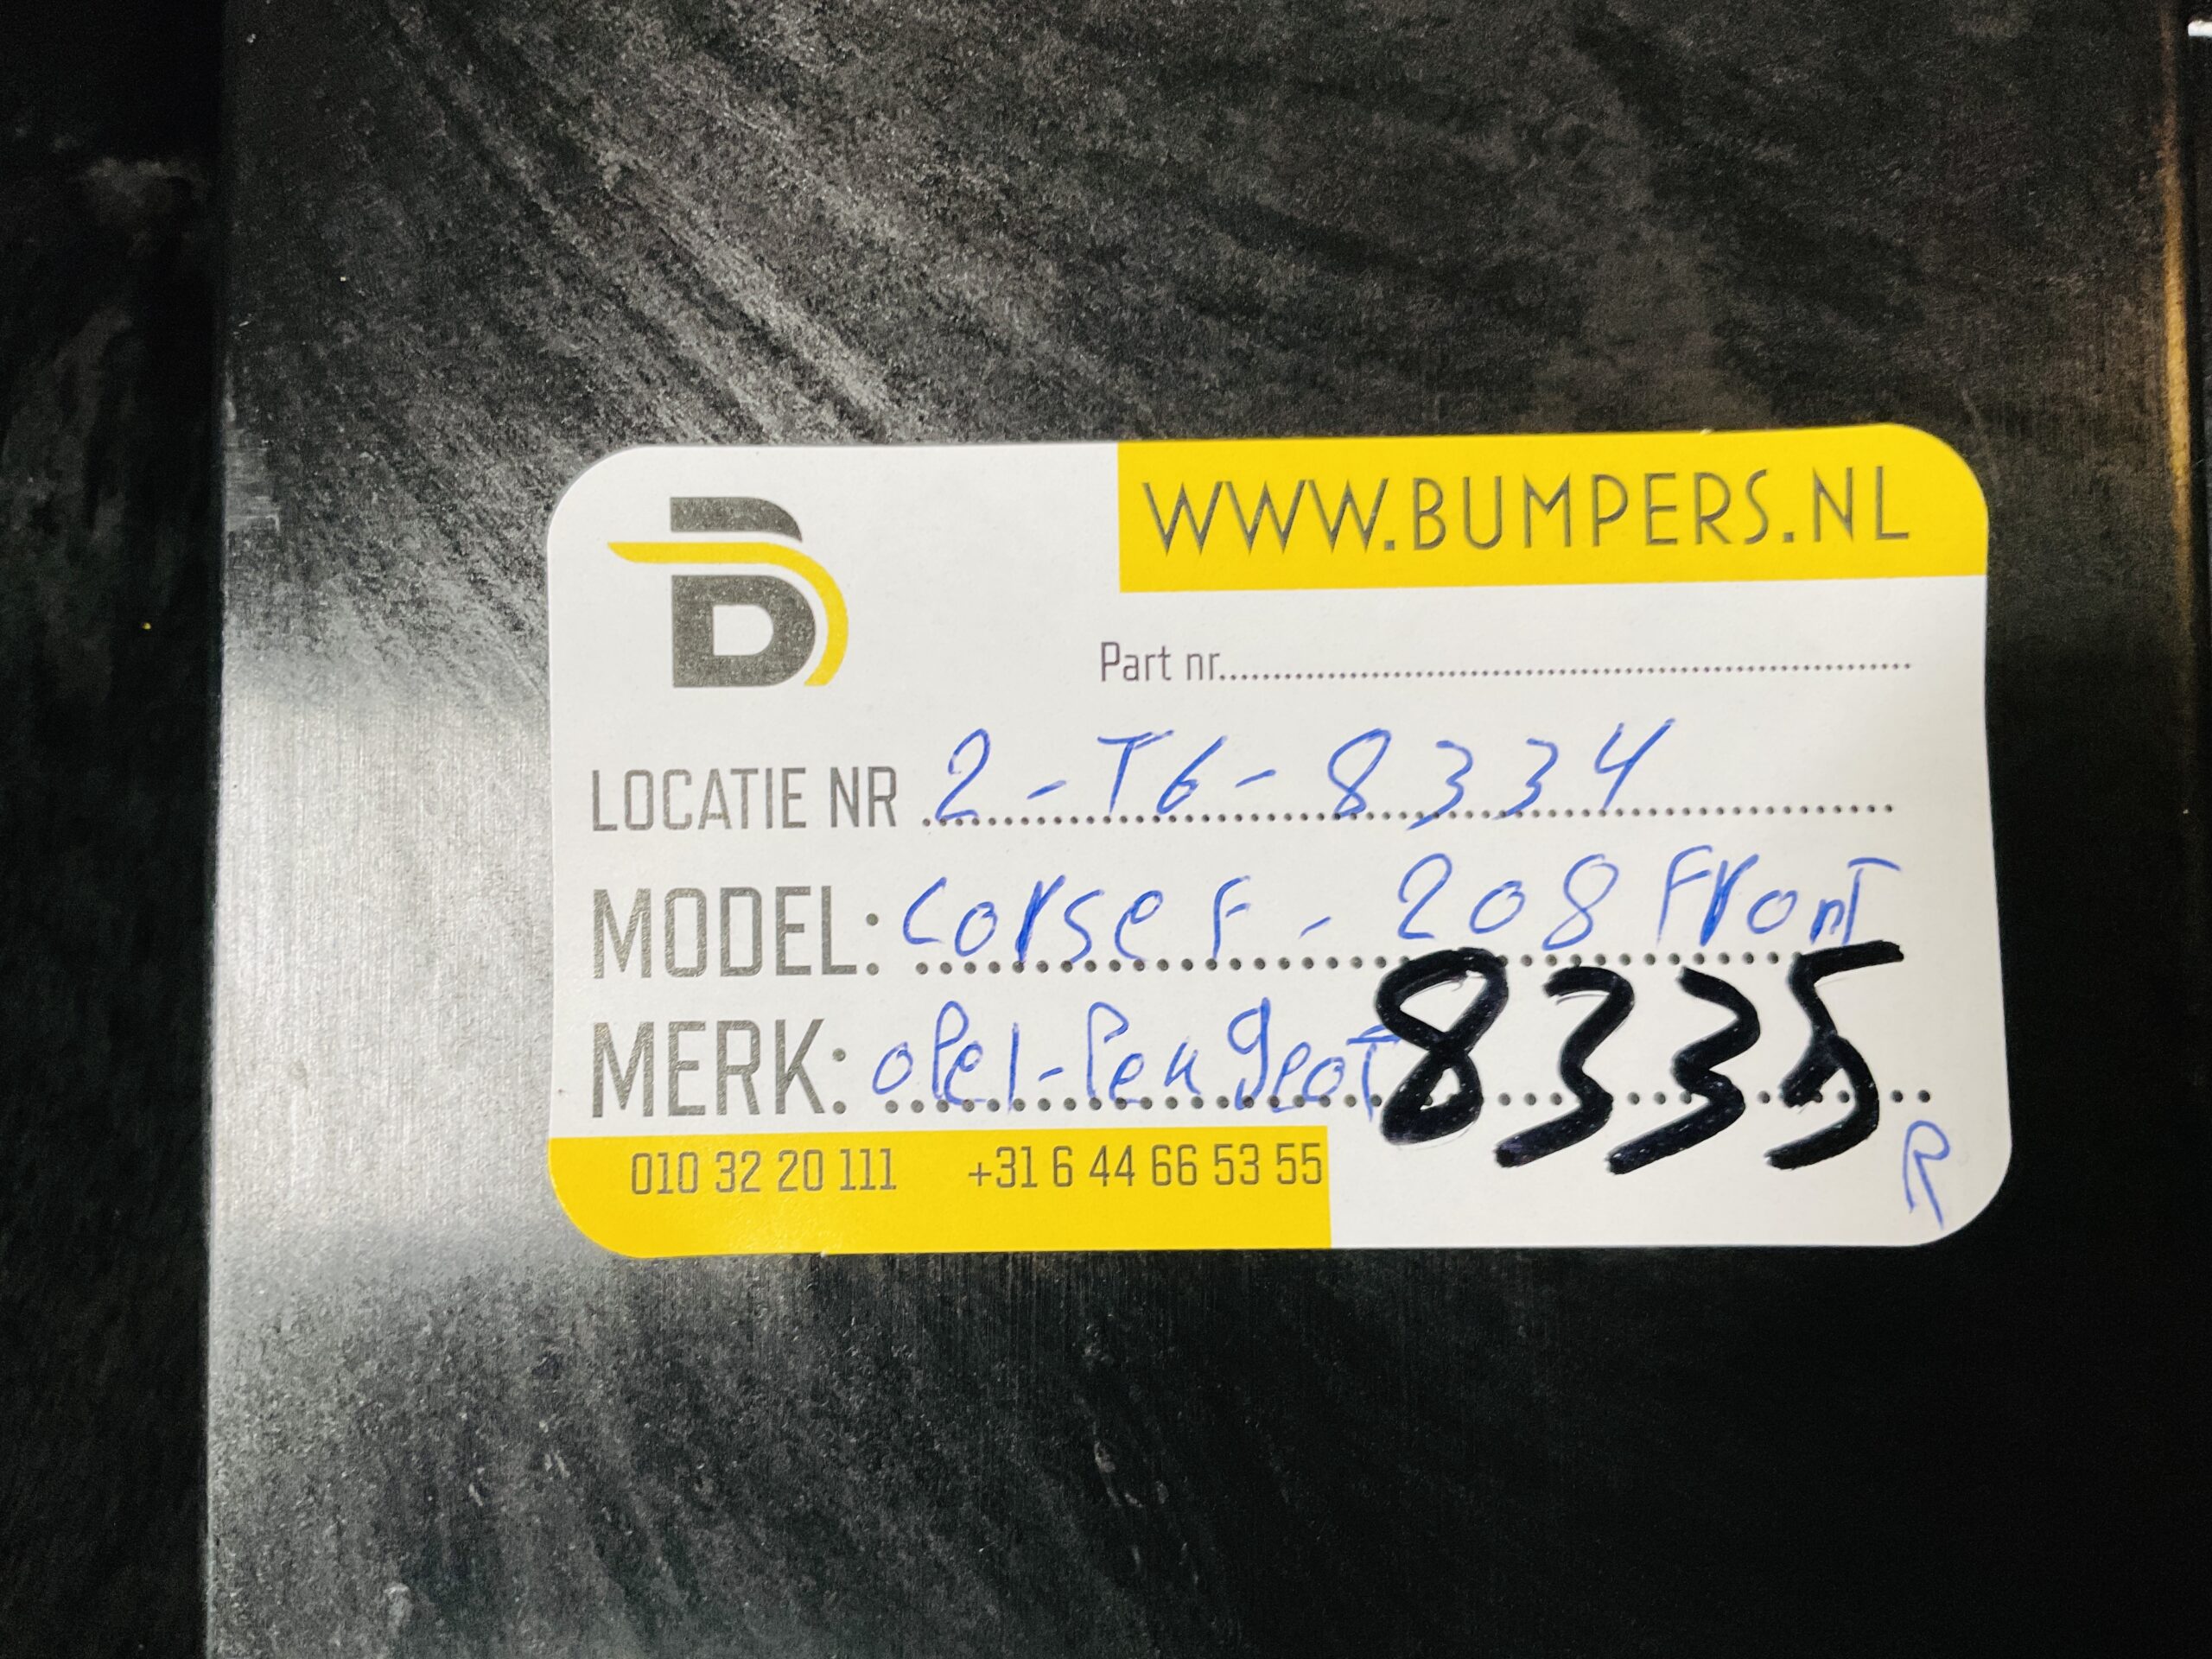 WWW.BUMPERS.NL
Part nr.
LOCATIE NR 2-T6-8334
MODEL: Corse F - 208 Front
MERK: oPel-Peugeot
8335
010 32 20 111 +31 6 44 66 53 55
R